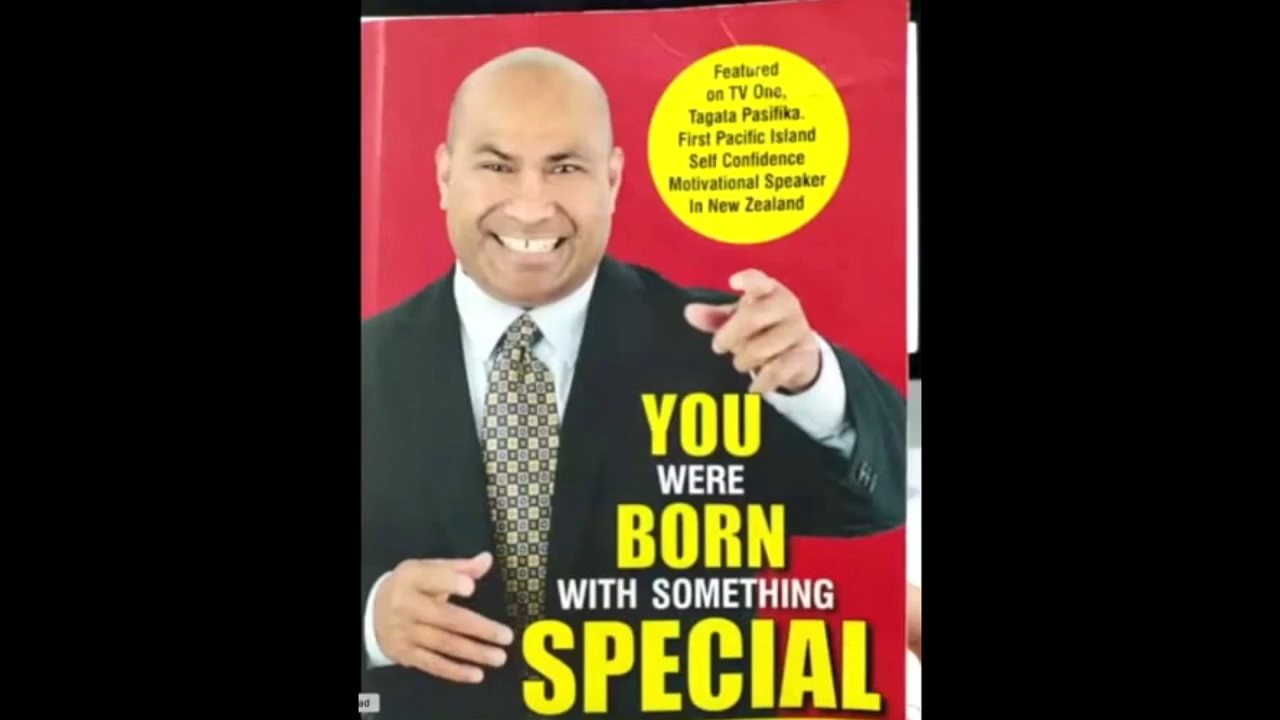 Featured
on TV One,
Tagata Pasifika.
First Pacific Island
Self Confidence
Motivational Speaker
In New Zealand
YOU
WERE
BORN
WITH SOMETHING
SPECIAL
ad